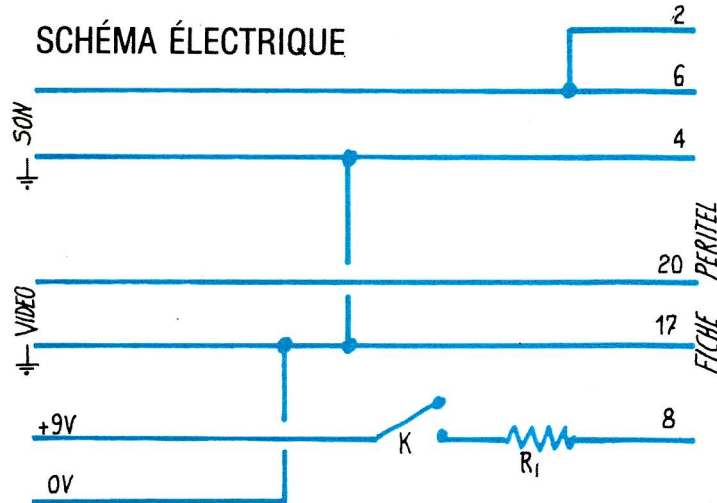 SCHÉMA ÉLECTRIQUE
2
6
SON
4
20
PERITEL
VIDEO
17
FICHE
+9V
K
R1
8
0V